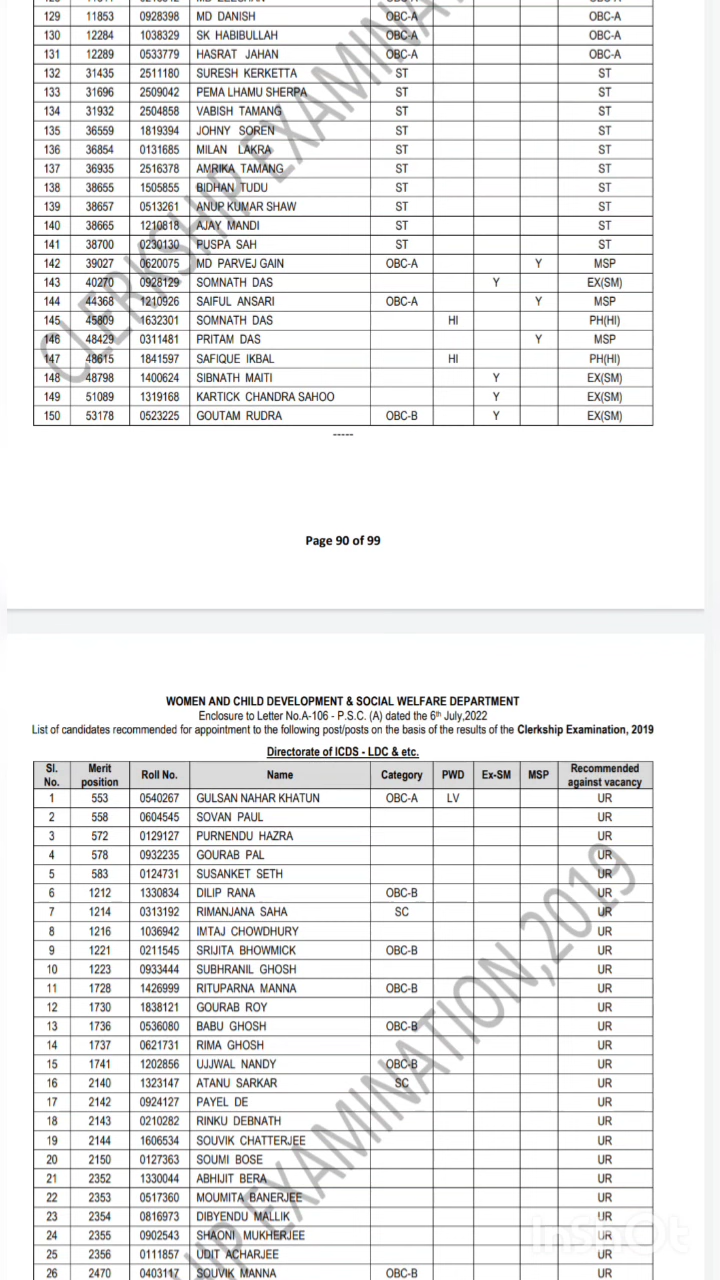 129 11853 0928398 MD DANISH OBC-A OBC-A
130 12284 1038329 SK HABIBULLAH OBC-A OBC-A
131 12289 0533779 HASRAT JAHAN OBC-A OBC-A
132 31435 2511180 SURESH KERKETTA ST ST
133 31696 2509042 PEMA LHAMU SHERPA ST ST
134 31932 2504858 VABISH TAMANG ST ST
135 36559 1819394 JOHNY SOREN ST ST
136 36854 0131685 MILAN LAKRA ST ST
137 36935 2516378 AMRIKA TAMANG ST ST
138 38655 1505855 BIDHAN TUDU ST ST
139 38657 0513261 ANUP KUMAR SHAW ST ST
140 38665 1210818 AJAY MANDI ST ST
141 38700 0230130 PUSPA SAH ST ST
142 39027 0620075 MD PARVEJ GAIN OBC-A Y MSP
143 40270 0928129 SOMNATH DAS Y EX(SM)
144 44368 1210926 SAIFUL ANSARI OBC-A Y MSP
145 45809 1632301 SOMNATH DAS HI PH(HI)
146 48429 0311481 PRITAM DAS Y MSP
147 48615 1841597 SAFIQUE IKBAL HI PH(HI)
148 48798 1400624 SIBNATH MAITI Y EX(SM)
149 51089 1319168 KARTICK CHANDRA SAHOO Y EX(SM)
150 53178 0523225 GOUTAM RUDRA OBC-B Y EX(SM)
-----
Page 90 of 99
WOMEN AND CHILD DEVELOPMENT & SOCIAL WELFARE DEPARTMENT
Enclosure to Letter No.A-106 - P.S.C. (A) dated the 6th July,2022
List of candidates recommended for appointment to the following post/posts on the basis of the results of the Clerkship Examination, 2019
Directorate of ICDS - LDC & etc.
Sl. No. Merit position Roll No. Name Category PWD Ex-SM MSP Recommended against vacancy
1 553 0540267 GULSAN NAHAR KHATUN OBC-A LV UR
2 558 0604545 SOVAN PAUL UR
3 572 0129127 PURNENDU HAZRA UR
4 578 0932235 GOURAB PAL UR
5 583 0124731 SUSANKET SETH UR
6 1212 1330834 DILIP RANA OBC-B UR
7 1214 0313192 RIMANJANA SAHA SC UR
8 1216 1036942 IMTAJ CHOWDHURY UR
9 1221 0211545 SRIJITA BHOWMICK OBC-B UR
10 1223 0933444 SUBHRANIL GHOSH UR
11 1728 1426999 RITUPARNA MANNA OBC-B UR
12 1730 1838121 GOURAB ROY UR
13 1736 0536080 BABU GHOSH OBC-B UR
14 1737 0621731 RIMA GHOSH UR
15 1741 1202856 UJJWAL NANDY OBC-B UR
16 2140 1323147 ATANU SARKAR SC UR
17 2142 0924127 PAYEL DE UR
18 2143 0210282 RINKU DEBNATH UR
19 2144 1606534 SOUVIK CHATTERJEE UR
20 2150 0127363 SOUMI BOSE UR
21 2352 1330044 ABHIJIT BERA UR
22 2353 0517360 MOUMITA BANERJEE UR
23 2354 0816973 DIBYENDU MALLIK UR
24 2355 0902543 SHAONI MUKHERJEE UR
25 2356 0111857 UDIT ACHARJEE UR
26 2470 0403117 SOUVIK MANNA OBC-B UR
CLERKSHIP EXAMINA
HIP EXAMINATION,2019
InShOt